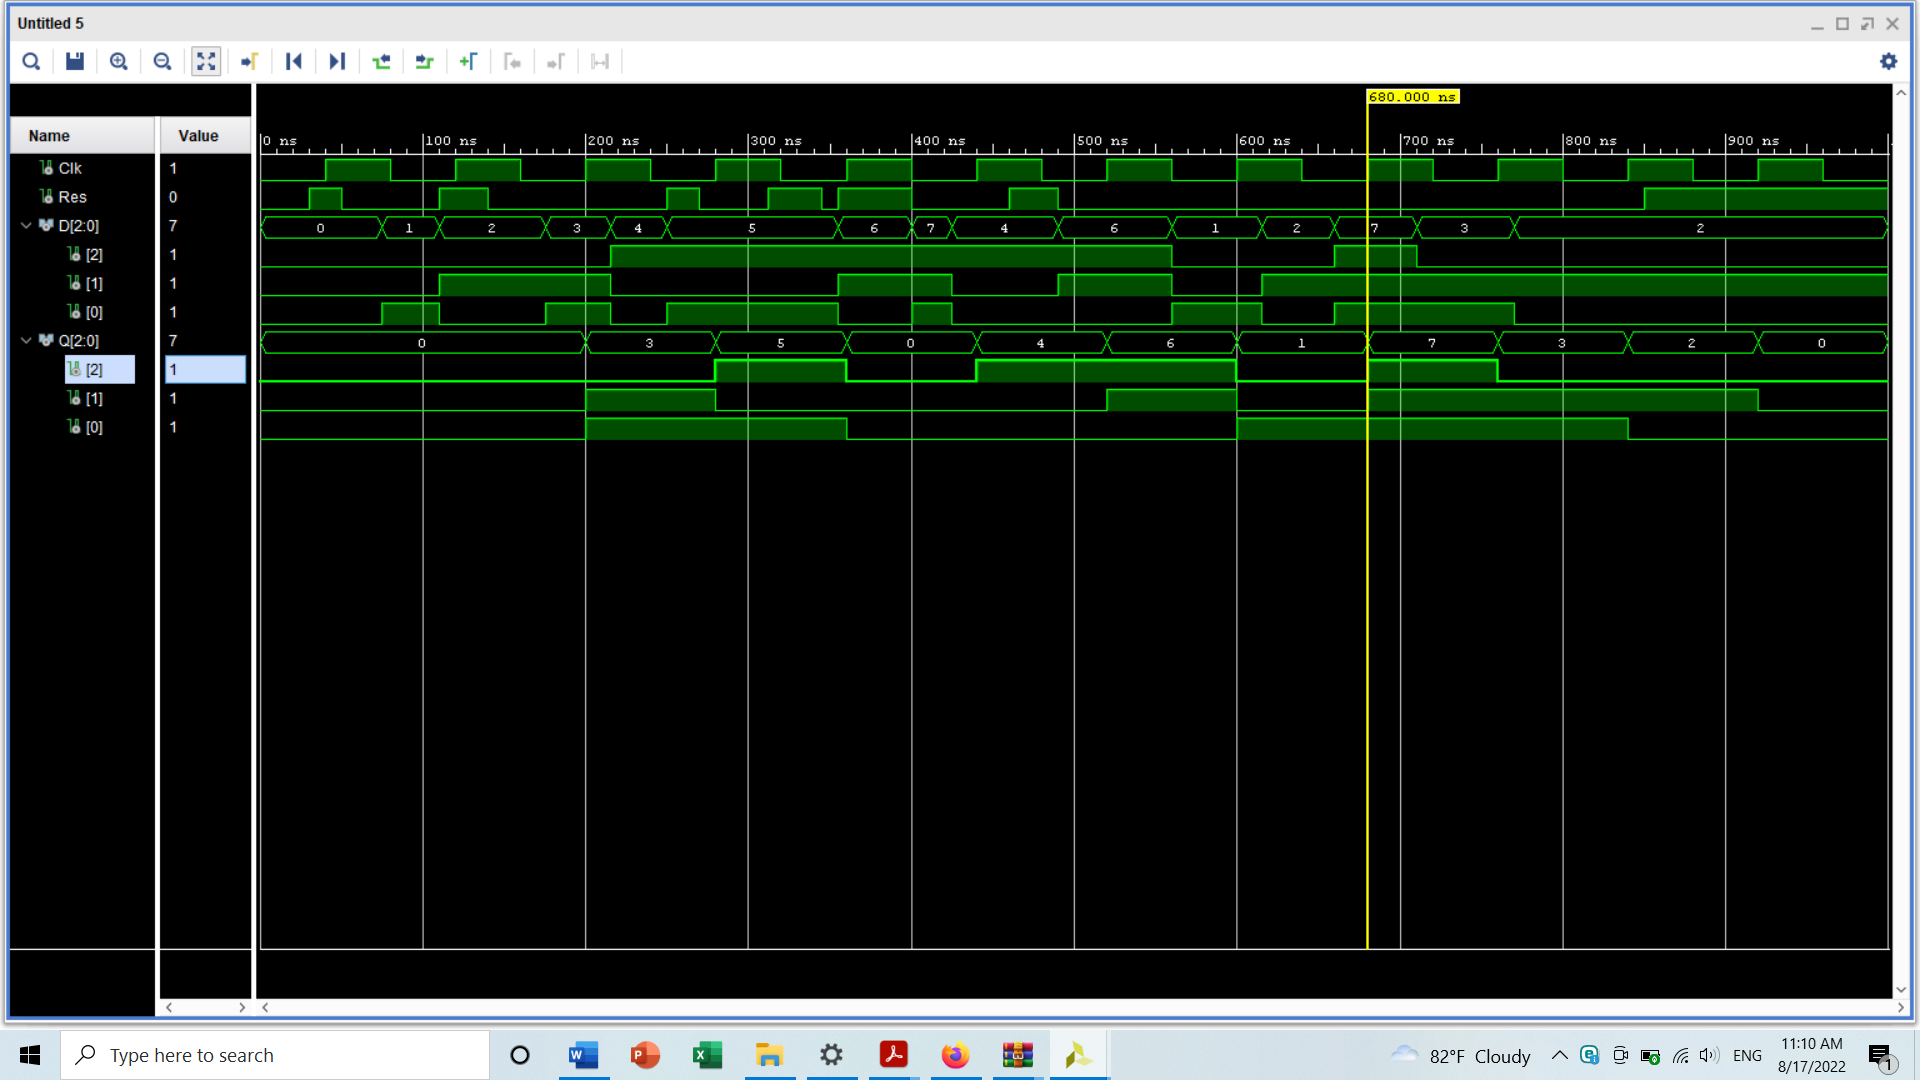 Untitled 5
680.000 ns
Name Value
0 ns 100 ns 200 ns 300 ns 400 ns 500 ns 600 ns 700 ns 800 ns 900 ns
Clk 1
Res 0
D[2:0] 7 0 1 2 3 4 5 6 7 4 6 1 2 7 3 2
[2] 1
[1] 1
[0] 1
Q[2:0] 7 0 3 5 0 4 6 1 7 3 2 0
[2] 1
[1] 1
[0] 1
Type here to search
82°F Cloudy
ENG
11:10 AM
8/17/2022
1